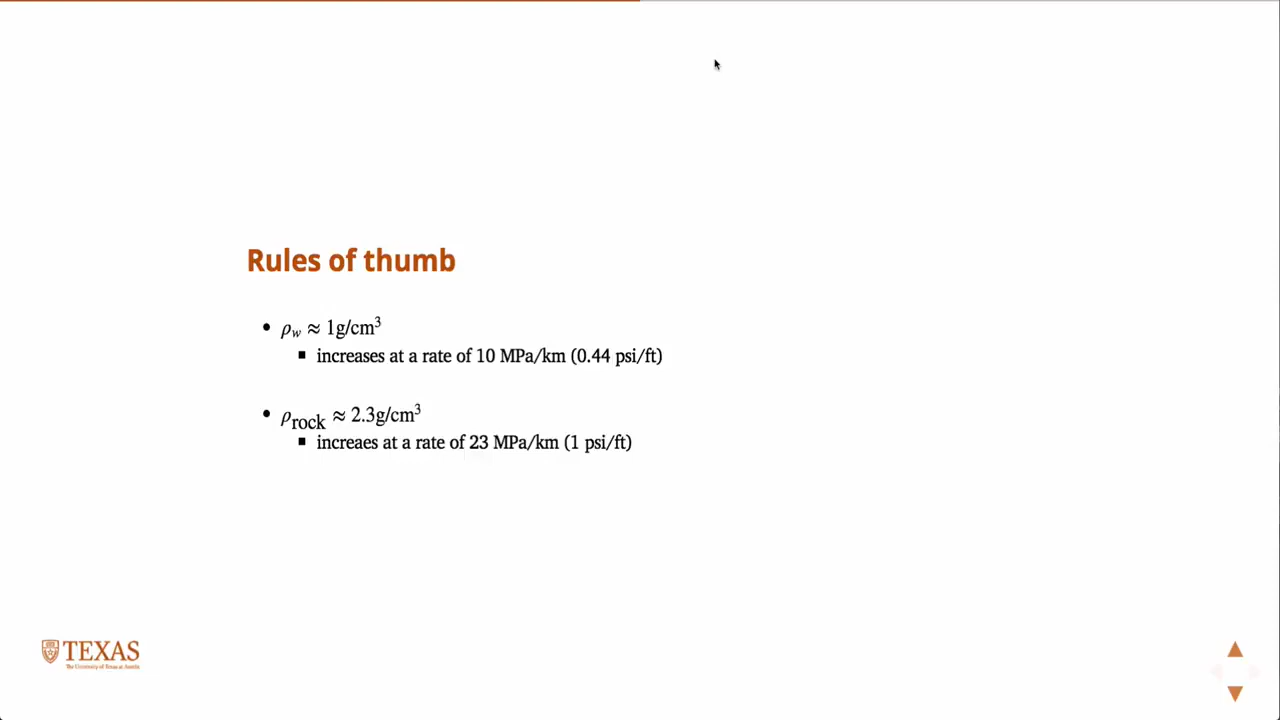 Rules of thumb
• ρw ≈ 1g/cm³
▪ increases at a rate of 10 MPa/km (0.44 psi/ft)
• ρrock ≈ 2.3g/cm³
▪ increaes at a rate of 23 MPa/km (1 psi/ft)
TEXAS
The University of Texas at Austin